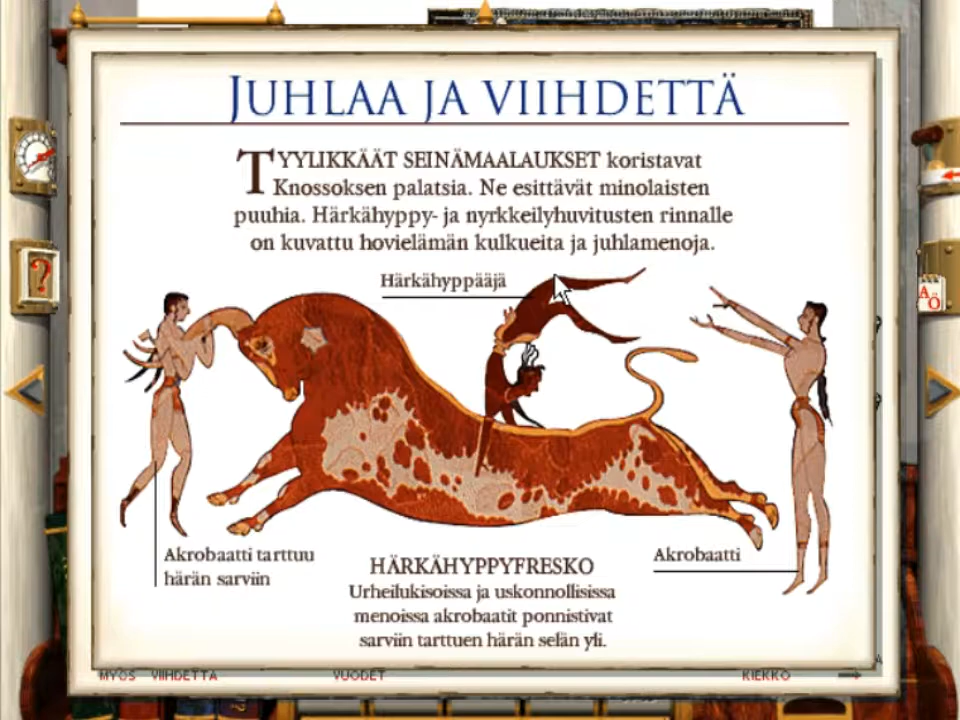 JUHLAA JA VIIHDETTÄ
TYYLIKKÄÄT SEINÄMAALAUKSET koristavat
Knossoksen palatsia. Ne esittävät minolaisten
puuhia. Härkähyppy- ja nyrkkeilyhuvitusten rinnalle
on kuvattu hovielämän kulkueita ja juhlamenoja.
Härkähyppääjä
Akrobaatti tarttuu
härän sarviin
HÄRKÄHYPPYFRESKO
Urheilukisoissa ja uskonnollisissa
menoissa akrobaatit ponnistivat
sarviin tarttuen härän selän yli.
Akrobaatti
?
A
Ö
MYÖS VIIHDETTA VUODET KIEKKO